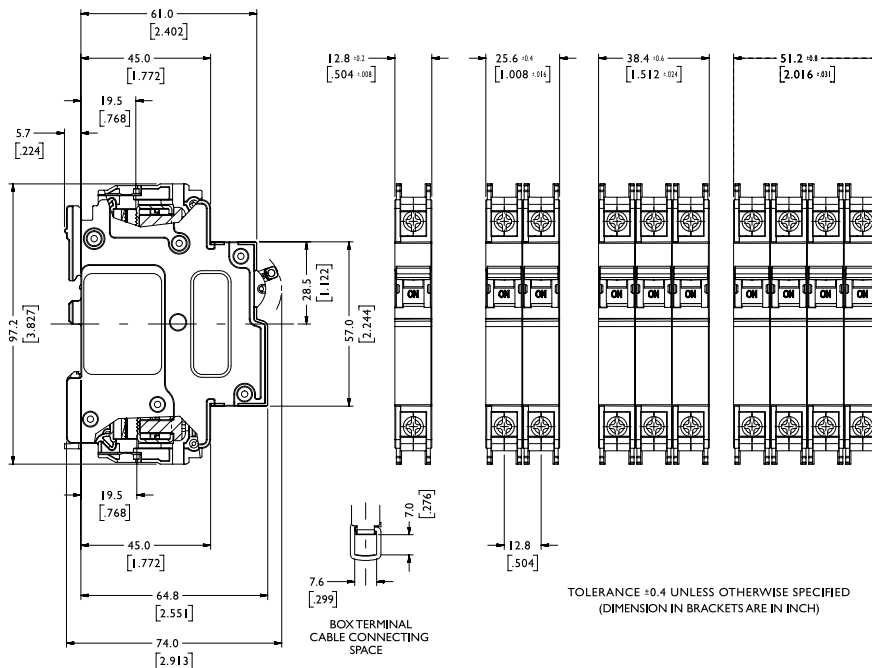 61.0
[2.402]
45.0
[1.772]
19.5
[.768]
5.7
[.224]
12.8 ±0.2
[.504 ±.008]
25.6 ±0.4
[1.008 ±.016]
38.4 ±0.6
[1.512 ±.024]
51.2 ±0.8
[2.016 ±.031]
97.2
[3.827]
28.5
[1.122]
57.0
[2.244]
ON
ON
ON
ON
ON
ON
ON
ON
ON
ON
19.5
[.768]
45.0
[1.772]
64.8
[2.551]
74.0
[2.913]
7.0
[.276]
7.6
[.299]
BOX TERMINAL
CABLE CONNECTING
SPACE
12.8
[.504]
TOLERANCE ±0.4 UNLESS OTHERWISE SPECIFIED
(DIMENSION IN BRACKETS ARE IN INCH)